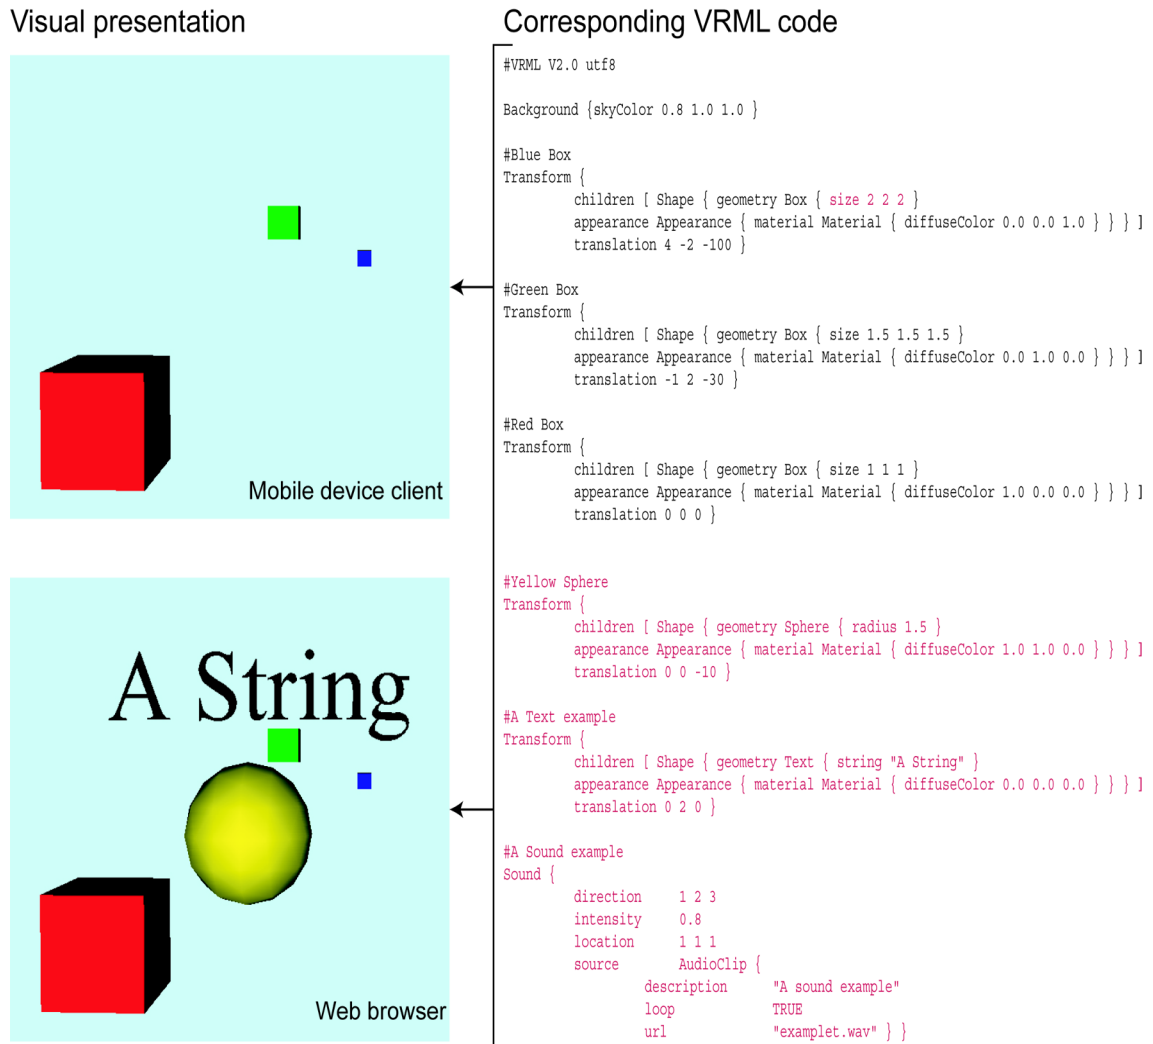 Visual presentation
Corresponding VRML code
Mobile device client
A String
Web browser
#VRML V2.0 utf8
Background {skyColor 0.8 1.0 1.0 }
#Blue Box
Transform {
children [ Shape { geometry Box { size 2 2 2 }
appearance Appearance { material Material { diffuseColor 0.0 0.0 1.0 } } } ]
translation 4 -2 -100 }
#Green Box
Transform {
children [ Shape { geometry Box { size 1.5 1.5 1.5 }
appearance Appearance { material Material { diffuseColor 0.0 1.0 0.0 } } } ]
translation -1 2 -30 }
#Red Box
Transform {
children [ Shape { geometry Box { size 1 1 1 }
appearance Appearance { material Material { diffuseColor 1.0 0.0 0.0 } } } ]
translation 0 0 0 }
#Yellow Sphere
Transform {
children [ Shape { geometry Sphere { radius 1.5 }
appearance Appearance { material Material { diffuseColor 1.0 1.0 0.0 } } } ]
translation 0 0 -10 }
#A Text example
Transform {
children [ Shape { geometry Text { string "A String" }
appearance Appearance { material Material { diffuseColor 0.0 0.0 0.0 } } } ]
translation 0 2 0 }
#A Sound example
Sound {
direction 1 2 3
intensity 0.8
location 1 1 1
source AudioClip {
description "A sound example"
loop TRUE
url "examplet.wav" } }